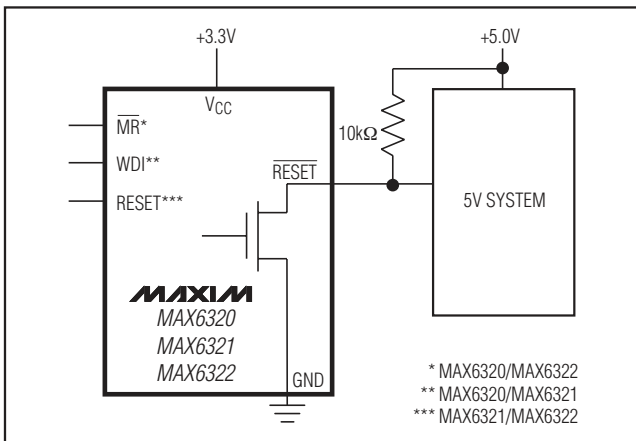 +3.3V
+5.0V
VCC
MR*
10kΩ
WDI**
RESET
RESET***
5V SYSTEM
MAXIM
MAX6320
MAX6321
MAX6322
GND
* MAX6320/MAX6322
** MAX6320/MAX6321
*** MAX6321/MAX6322